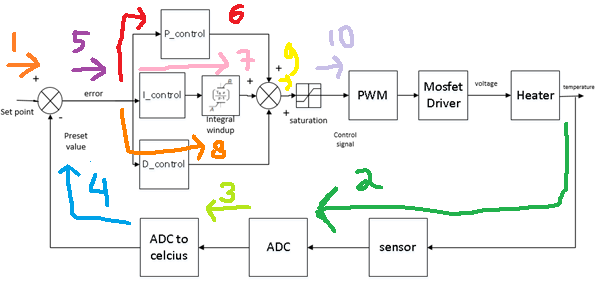 6
P_control
1
5
7
9
10
+
error
I_control
Integral
windup
+
+
+
saturation
PWM
Mosfet
Driver
voltage
Heater
temperature
Set point
-
Preset
value
Control
signal
8
D_control
4
3
2
ADC to
celcius
ADC
sensor